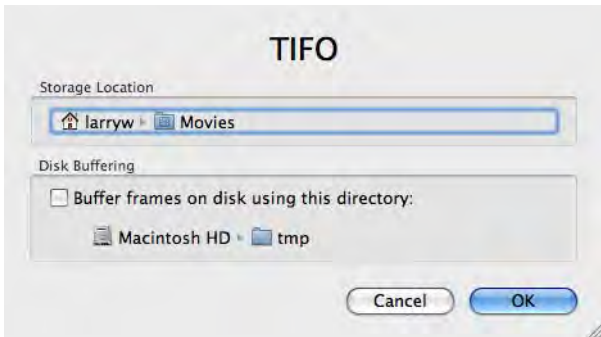 TIFO
Storage Location
larryw Movies
Disk Buffering
Buffer frames on disk using this directory:
Macintosh HD tmp
Cancel OK